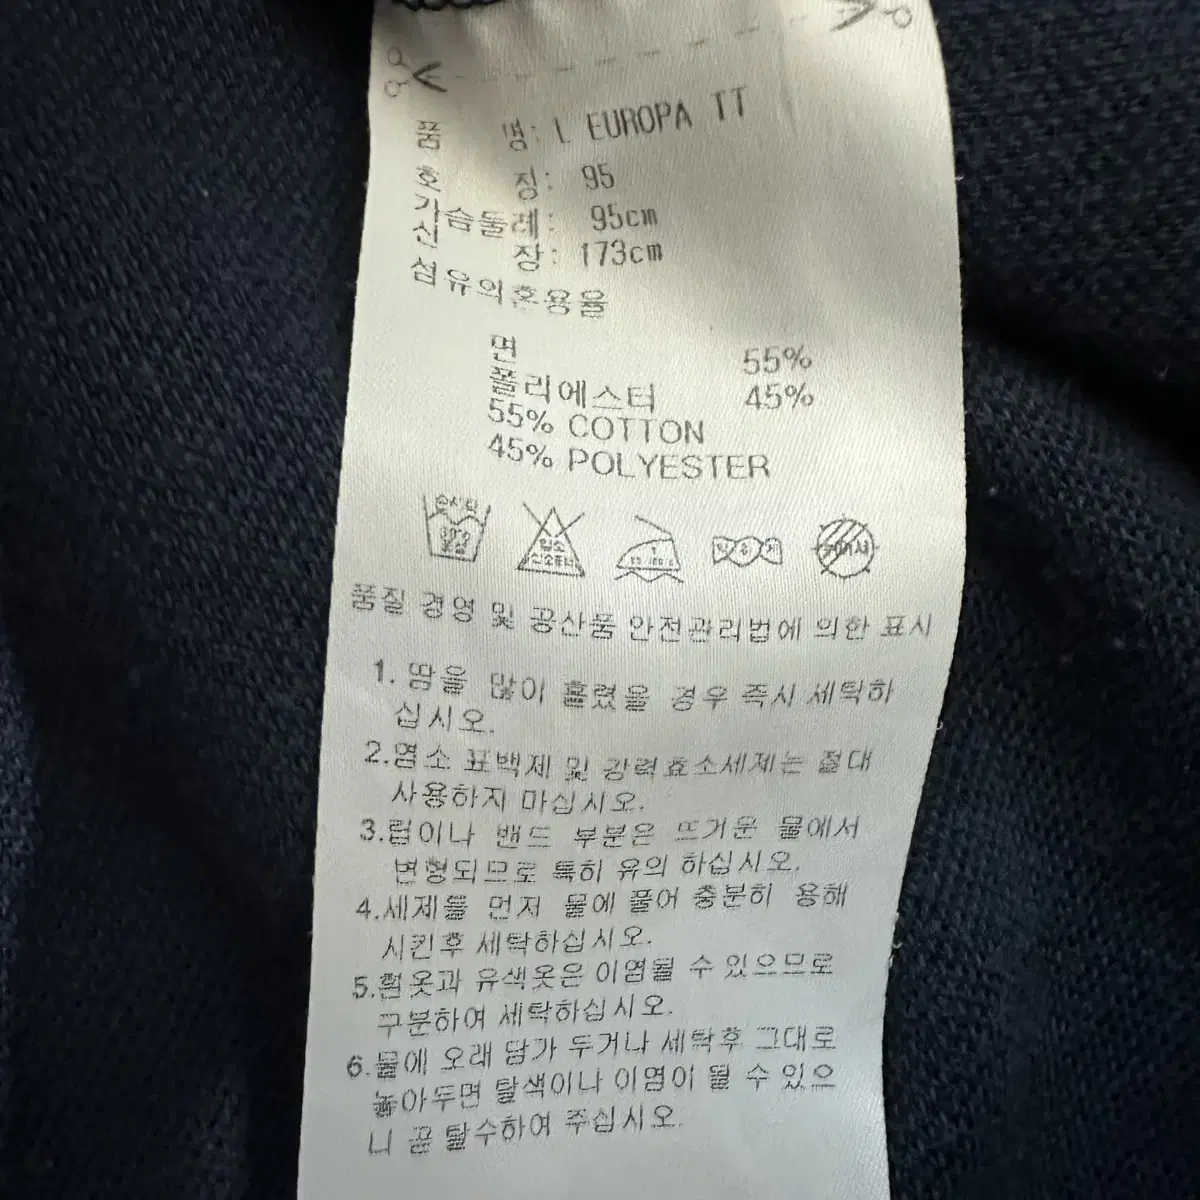 품 명: L EUROPA TT
호 칭: 95
가슴둘레: 95cm
신 장: 173cm
섬유의혼용율
면 55%
폴리에스터 45%
55% COTTON
45% POLYESTER
손세탁
약하게
품질 경영 및 공산품 안전관리법에 의한 표시
1. 땀을 많이 흘렸을 경우 즉시 세탁하
십시오.
2.염소 표백제 및 강력효소세제는 절대
사용하지 마십시오.
3.립이나 밴드 부분은 뜨거운 물에서
변형되므로 특히 유의 하십시오.
4.세제를 먼저 물에 풀어 충분히 용해
시킨후 세탁하십시오.
5.흰옷과 유색옷은 이염될 수 있으므로
구분하여 세탁하십시오.
6.물에 오래 담가 두거나 세탁후 그대로
놓아두면 탈색이나 이염이 될 수 있으
니 곧 탈수하여 주십시오.